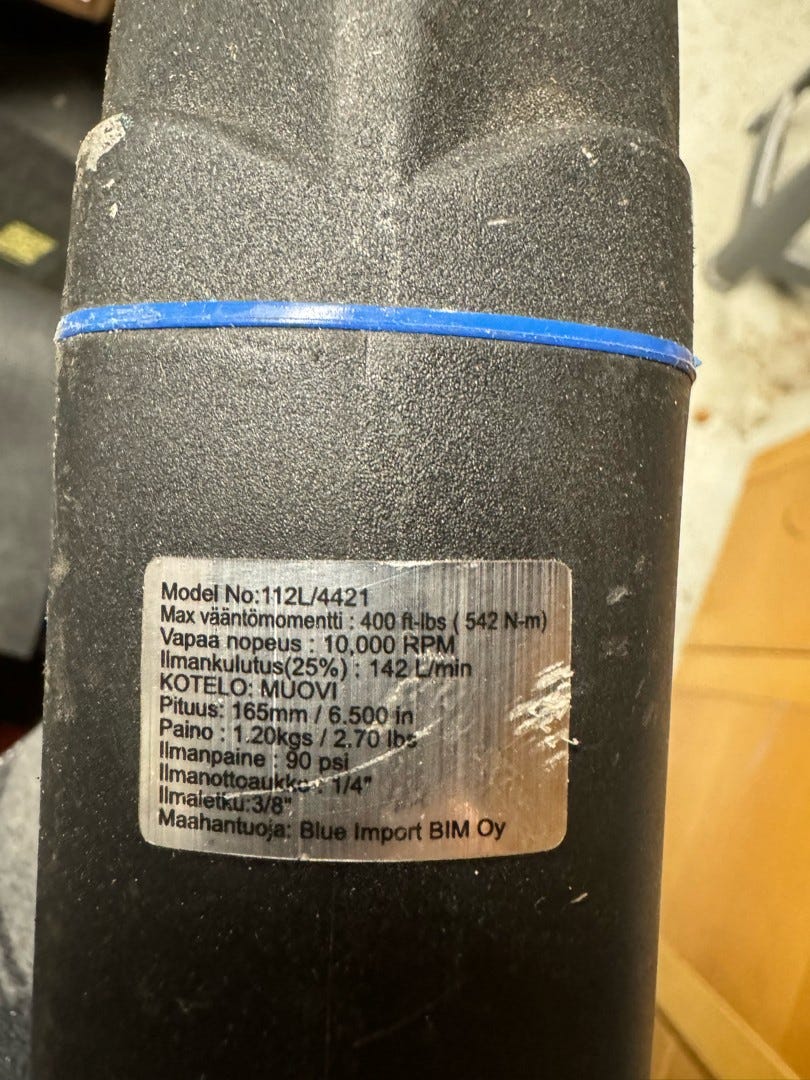 Model No:112L/4421
Max vääntömomentti : 400 ft-lbs ( 542 N-m)
Vapaa nopeus : 10,000 RPM
Ilmankulutus(25%) : 142 L/min
KOTELO: MUOVI
Pituus: 165mm / 6.500 in
Paino : 1.20kgs / 2.70 lbs
Ilmanpaine : 90 psi
Ilmanottoaukko : 1/4"
Ilmaletku:3/8"
Maahantuoja: Blue Import BIM Oy